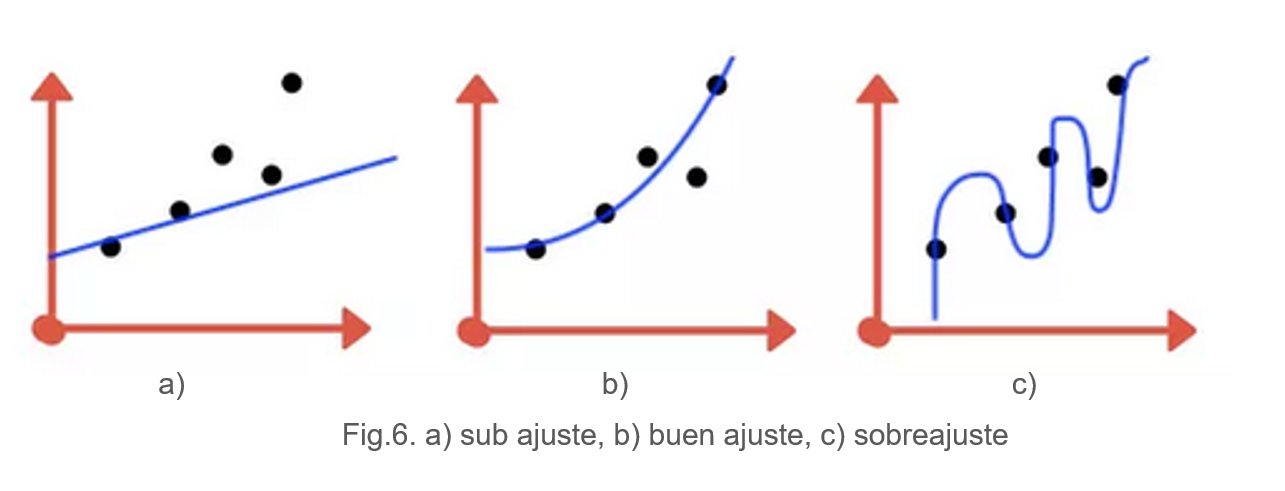 a) b) c)
Fig.6. a) sub ajuste, b) buen ajuste, c) sobreajuste